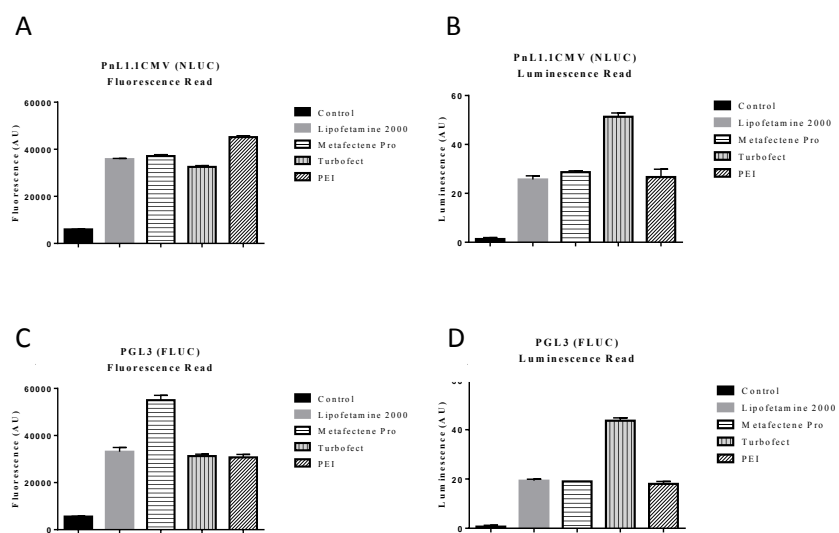 A
PnL1.1CMV (NLUC)
Fluorescence Read
Fluorescence (AU)
60000
40000
20000
0
Control
Lipofetamine 2000
Metafectene Pro
Turbofect
PEI
B
PnL1.1CMV (NLUC)
Luminescence Read
Luminescence (AU)
60
40
20
0
Control
Lipofetamine 2000
Metafectene Pro
Turbofect
PEI
C
PGL3 (FLUC)
Fluorescence Read
Fluorescence (AU)
60000
40000
20000
0
Control
Lipofetamine 2000
Metafectene Pro
Turbofect
PEI
D
PGL3 (FLUC)
Luminescence Read
Luminescence (AU)
60
40
20
0
Control
Lipofetamine 2000
Metafectene Pro
Turbofect
PEI